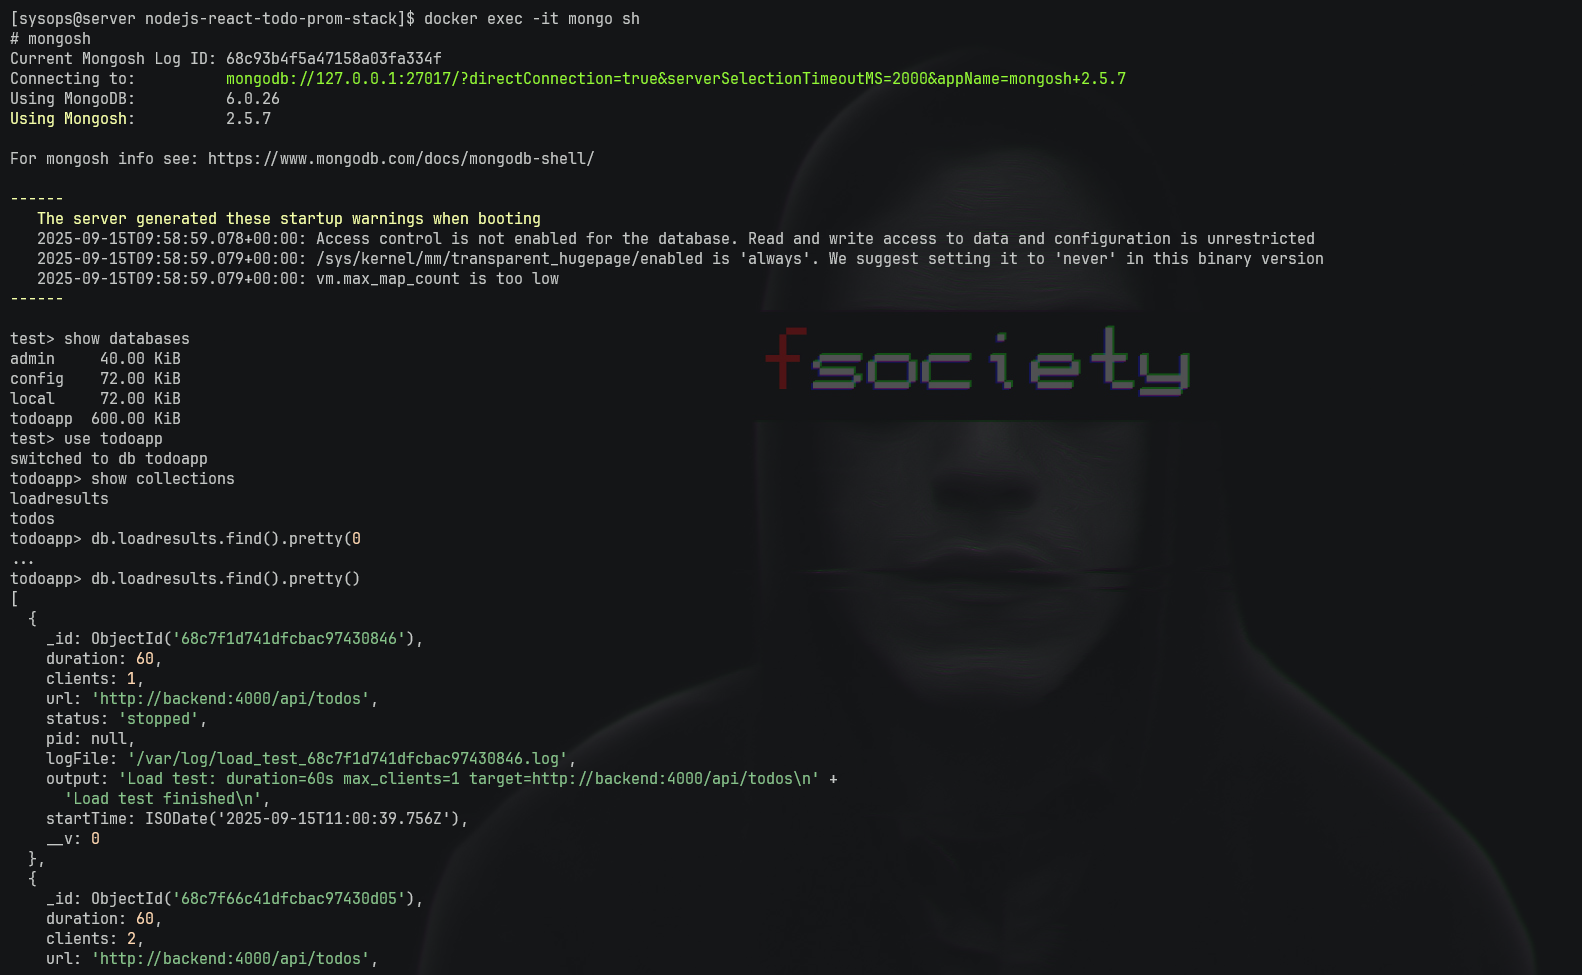 [sysops@server nodejs-react-todo-prom-stack]$ docker exec -it mongo sh
# mongosh
Current Mongosh Log ID: 68c93b4f5a47158a03fa334f
Connecting to:          mongodb://127.0.0.1:27017/?directConnection=true&serverSelectionTimeoutMS=2000&appName=mongosh+2.5.7
Using MongoDB:          6.0.26
Using Mongosh:          2.5.7
For mongosh info see: https://www.mongodb.com/docs/mongodb-shell/
------
   The server generated these startup warnings when booting
   2025-09-15T09:58:59.078+00:00: Access control is not enabled for the database. Read and write access to data and configuration is unrestricted
   2025-09-15T09:58:59.079+00:00: /sys/kernel/mm/transparent_hugepage/enabled is 'always'. We suggest setting it to 'never' in this binary version
   2025-09-15T09:58:59.079+00:00: vm.max_map_count is too low
------
test> show databases
admin     40.00 KiB
config    72.00 KiB
local     72.00 KiB
todoapp  600.00 KiB
test> use todoapp
switched to db todoapp
todoapp> show collections
loadresults
todos
todoapp> db.loadresults.find().pretty(0
...
todoapp> db.loadresults.find().pretty()
[
  {
    _id: ObjectId('68c7f1d741dfcbac97430846'),
    duration: 60,
    clients: 1,
    url: 'http://backend:4000/api/todos',
    status: 'stopped',
    pid: null,
    logFile: '/var/log/load_test_68c7f1d741dfcbac97430846.log',
    output: 'Load test: duration=60s max_clients=1 target=http://backend:4000/api/todos\n' +
      'Load test finished\n',
    startTime: ISODate('2025-09-15T11:00:39.756Z'),
    __v: 0
  },
  {
    _id: ObjectId('68c7f66c41dfcbac97430d05'),
    duration: 60,
    clients: 2,
    url: 'http://backend:4000/api/todos',
fsociety